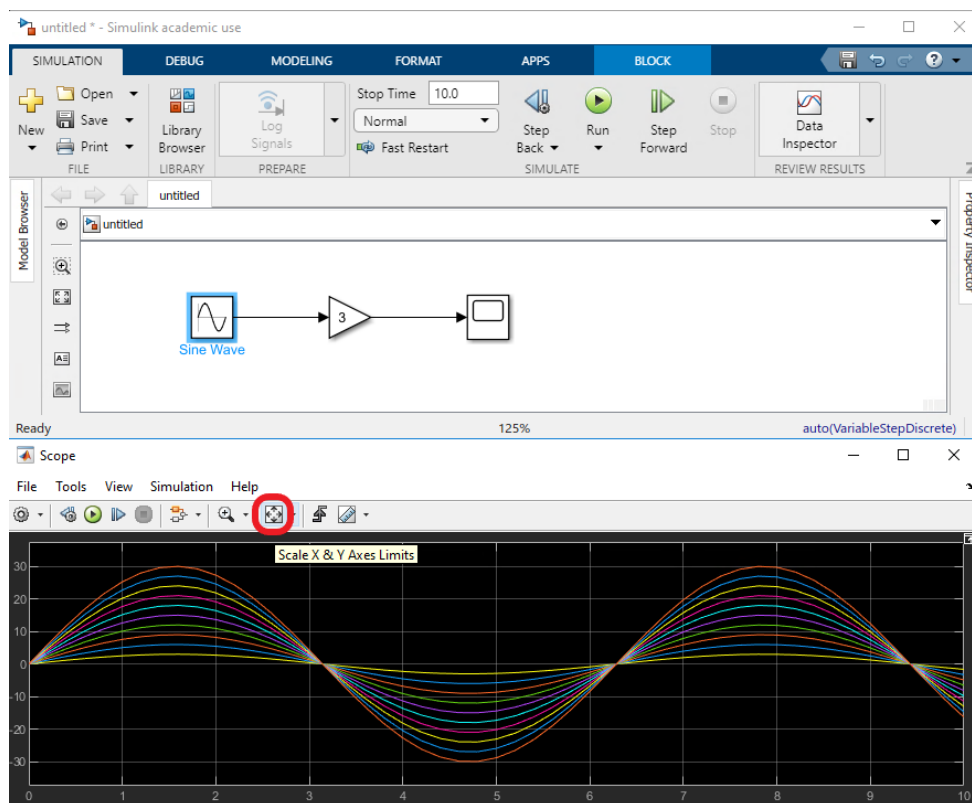 untitled * - Simulink academic use
SIMULATION DEBUG MODELING FORMAT APPS BLOCK
New
Open
Save
Print
FILE
Library
Browser
LIBRARY
Log
Signals
PREPARE
Stop Time 10.0
Normal
Fast Restart
Step
Back
Run
Step
Forward
Stop
SIMULATE
Data
Inspector
REVIEW RESULTS
Model Browser
Property Inspector
untitled
untitled
3
Sine Wave
Ready 125% auto(VariableStepDiscrete)
Scope
File Tools View Simulation Help
Scale X & Y Axes Limits
30
20
10
0
-10
-20
-30
0 1 2 3 4 5 6 7 8 9 10